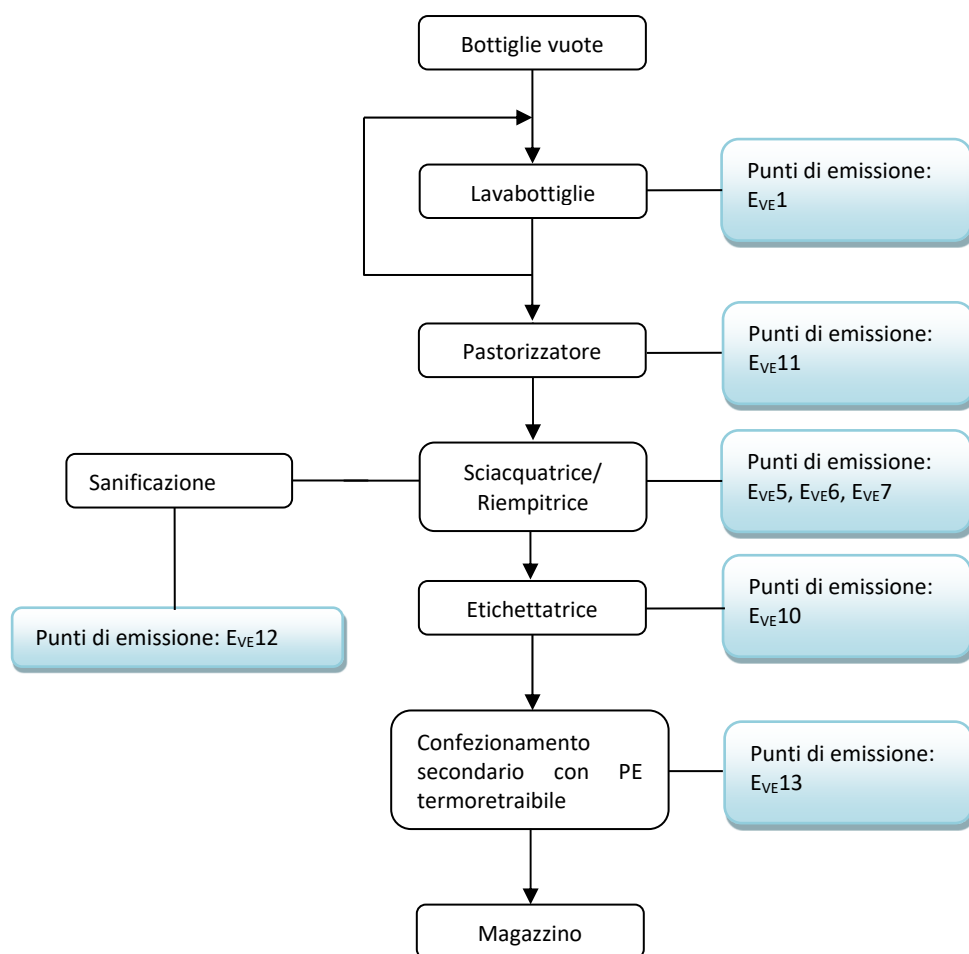 Bottiglie vuote
Lavabottiglie
Punti di emissione:
EVE1
Pastorizzatore
Punti di emissione:
EVE11
Sanificazione
Sciacquatrice/
Riempitrice
Punti di emissione:
EVE5, EVE6, EVE7
Punti di emissione: EVE12
Etichettatrice
Punti di emissione:
EVE10
Confezionamento
secondario con PE
termoretraibile
Punti di emissione:
EVE13
Magazzino